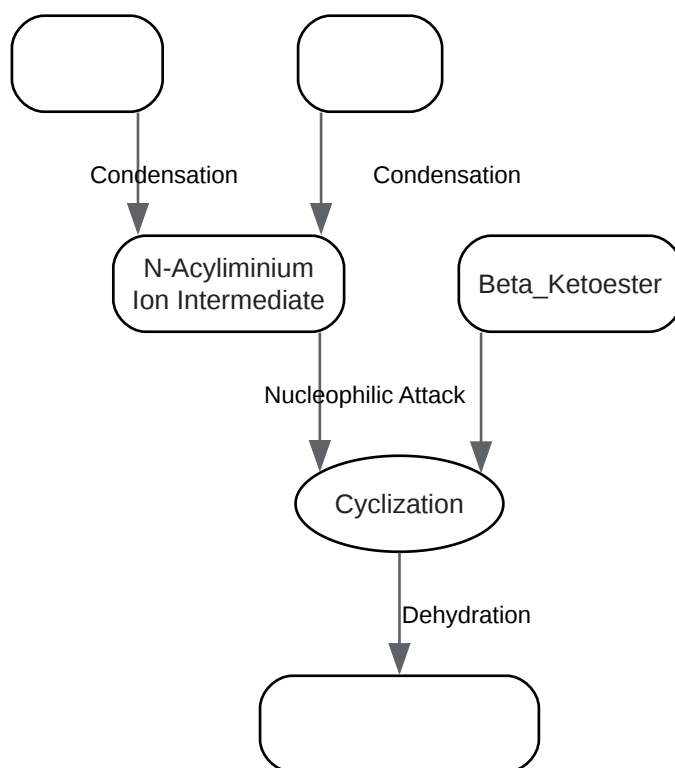 Condensation
Condensation
N-Acyliminium
Ion Intermediate
Beta_Ketoester
Nucleophilic Attack
Cyclization
Dehydration